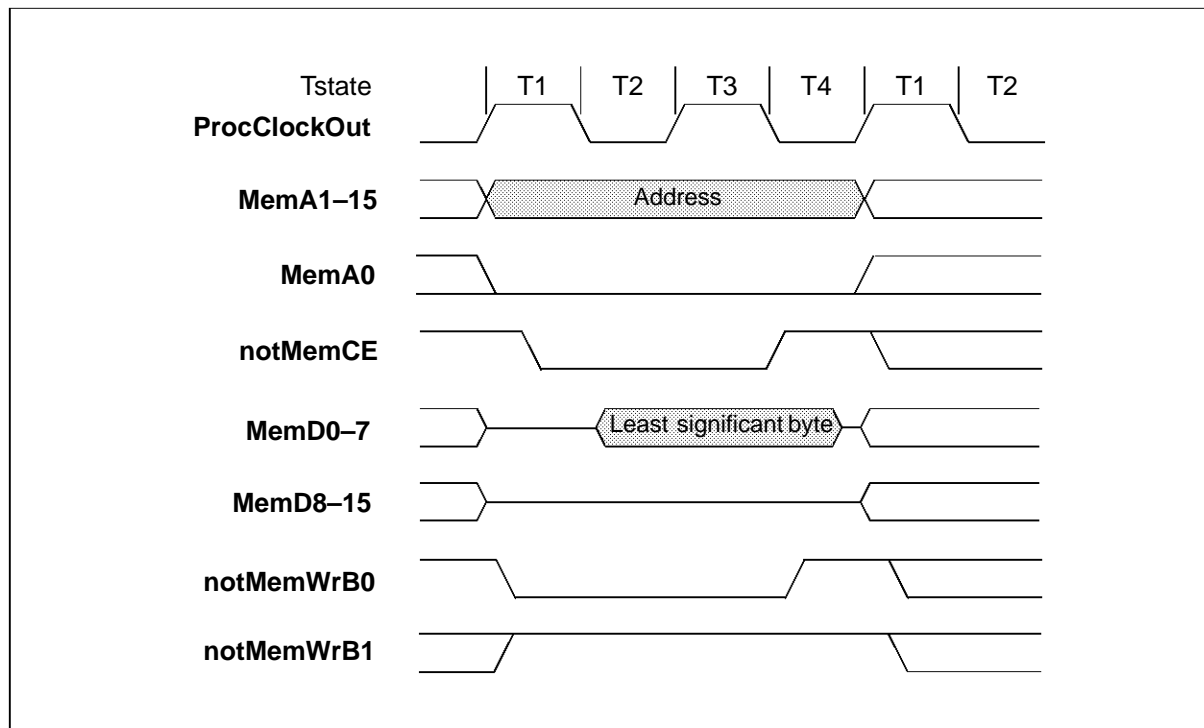 Tstate T1 T2 T3 T4 T1 T2
ProcClockOut
MemA1–15 Address
MemA0
notMemCE
MemD0–7 Least significant byte
MemD8–15
notMemWrB0
notMemWrB1